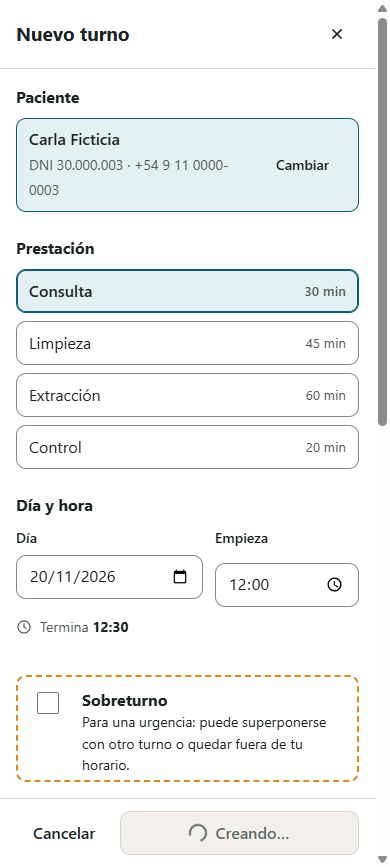 Nuevo turno
Paciente
Carla Ficticia
DNI 30.000.003 · +54 9 11 0000-
0003
Cambiar
Prestación
Consulta 30 min
Limpieza 45 min
Extracción 60 min
Control 20 min
Día y hora
Día Empieza
20/11/2026 12:00
Termina 12:30
Sobreturno
Para una urgencia: puede superponerse
con otro turno o quedar fuera de tu
horario.
Cancelar Creando...